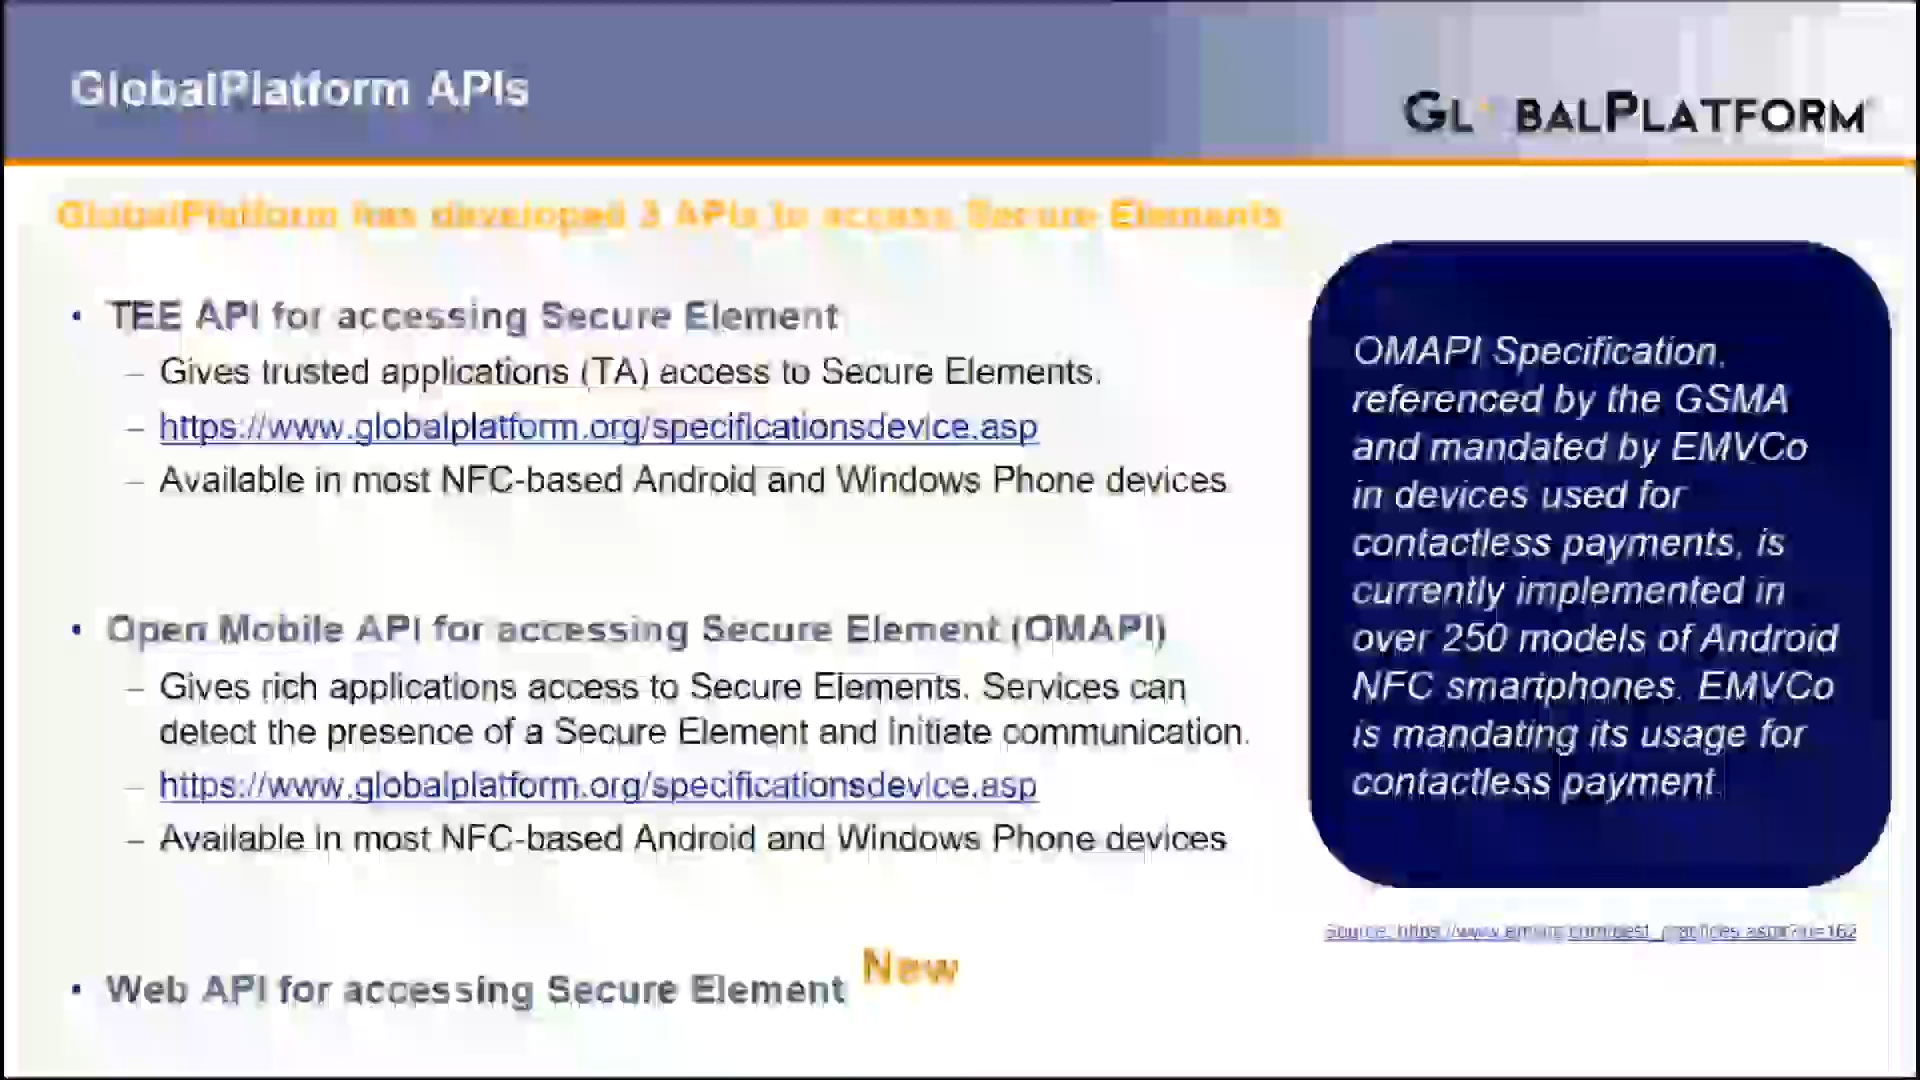 GlobalPlatform APIs
GLOBALPLATFORM
GlobalPlatform has developed 3 APIs to access Secure Elements
• TEE API for accessing Secure Element
– Gives trusted applications (TA) access to Secure Elements.
– https://www.globalplatform.org/specificationsdevice.asp
– Available in most NFC-based Android and Windows Phone devices
• Open Mobile API for accessing Secure Element (OMAPI)
– Gives rich applications access to Secure Elements. Services can
detect the presence of a Secure Element and initiate communication.
– https://www.globalplatform.org/specificationsdevice.asp
– Available in most NFC-based Android and Windows Phone devices
• Web API for accessing Secure Element New
OMAPI Specification,
referenced by the GSMA
and mandated by EMVCo
in devices used for
contactless payments, is
currently implemented in
over 250 models of Android
NFC smartphones. EMVCo
is mandating its usage for
contactless payment.
Source: